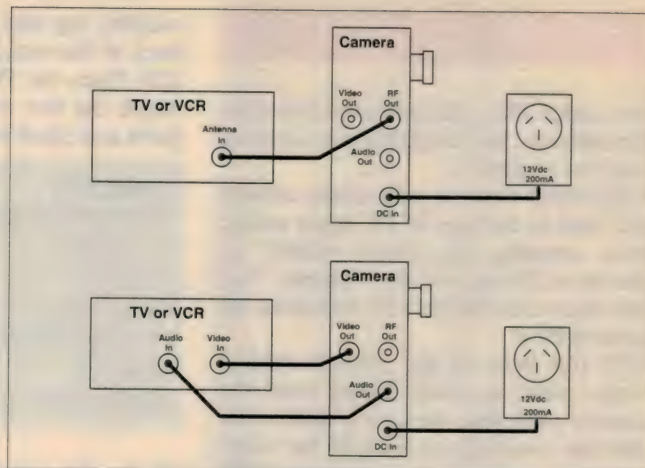 Camera
TV or VCR
Video
Out
RF
Out
Antenna
In
Audio
Out
12Vdc
200mA
DC In
Camera
TV or VCR
Video
Out
RF
Out
Audio
In
Video
In
Audio
Out
12Vdc
200mA
DC In